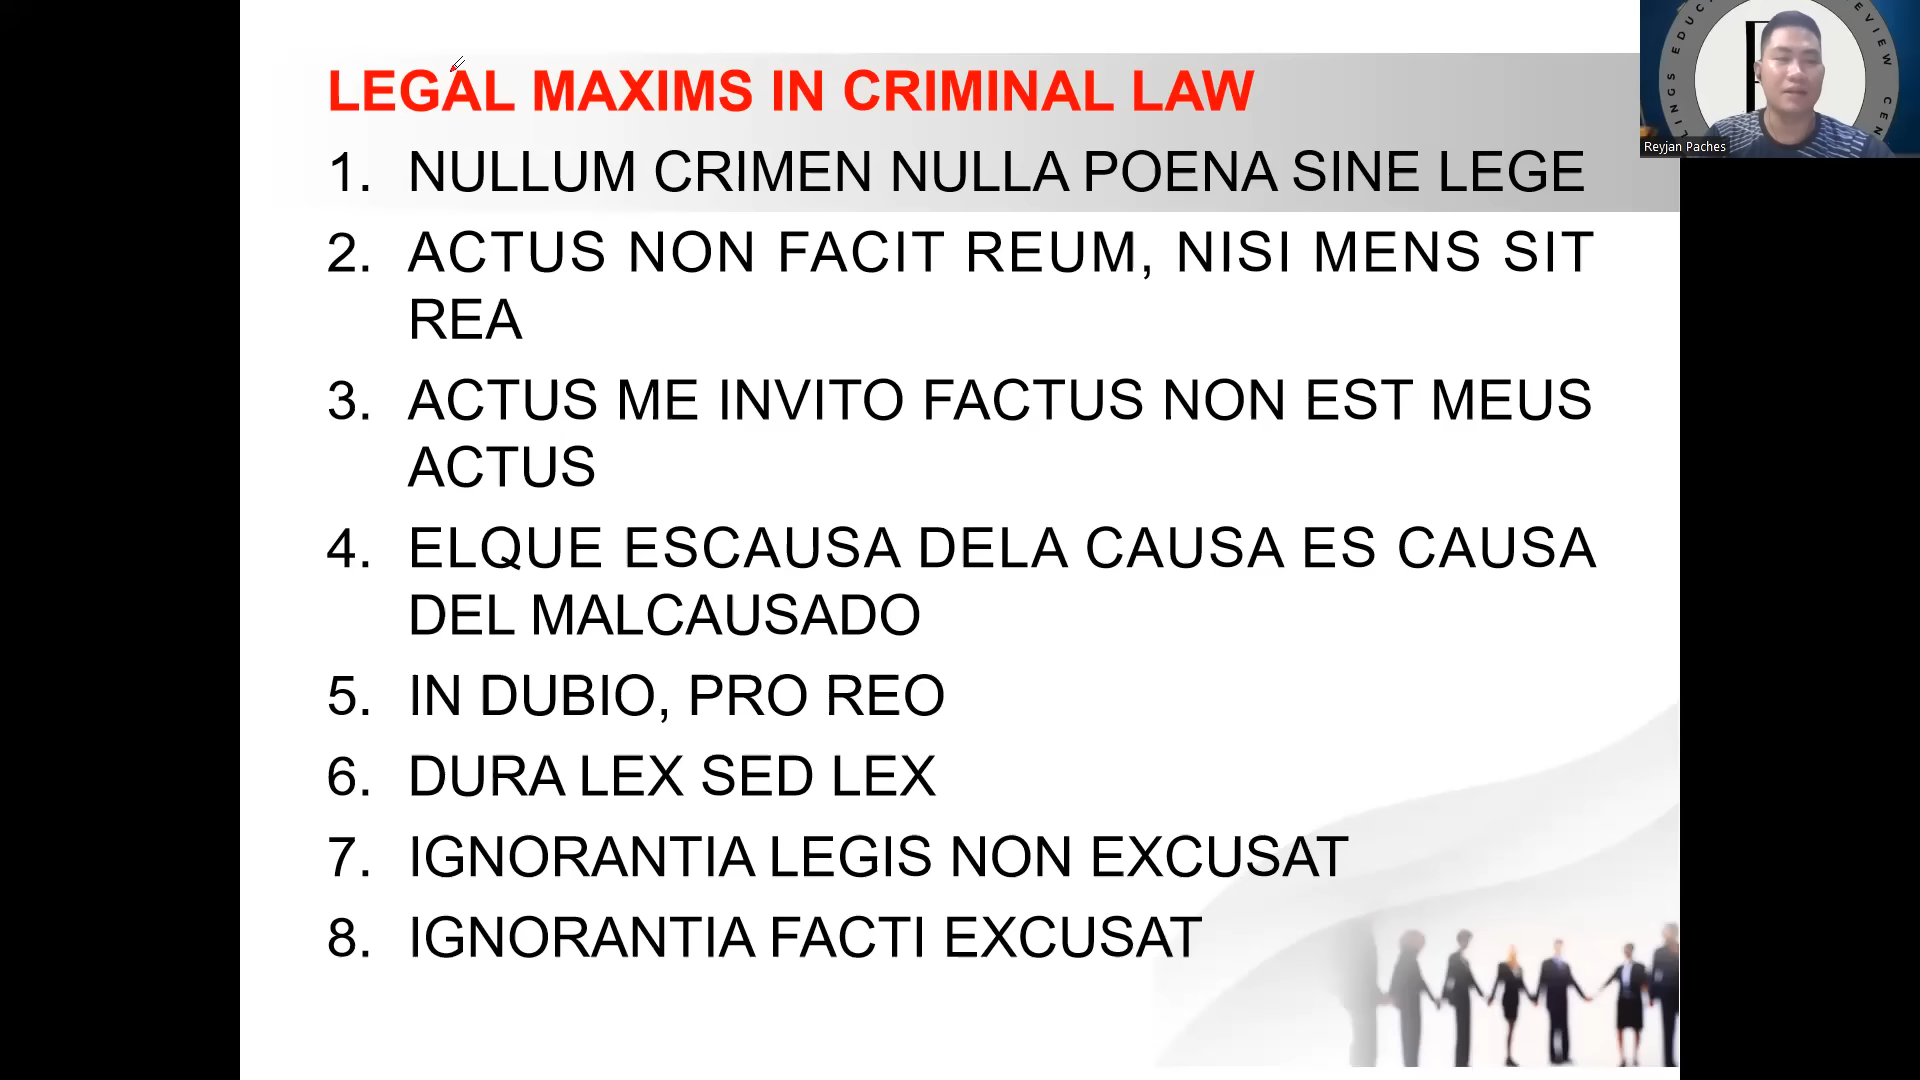 LEGAL MAXIMS IN CRIMINAL LAW
1. NULLUM CRIMEN NULLA POENA SINE LEGE
2. ACTUS NON FACIT REUM, NISI MENS SIT
REA
3. ACTUS ME INVITO FACTUS NON EST MEUS
ACTUS
4. ELQUE ESCAUSA DELA CAUSA ES CAUSA
DEL MALCAUSADO
5. IN DUBIO, PRO REO
6. DURA LEX SED LEX
7. IGNORANTIA LEGIS NON EXCUSAT
8. IGNORANTIA FACTI EXCUSAT
Reyjan Paches